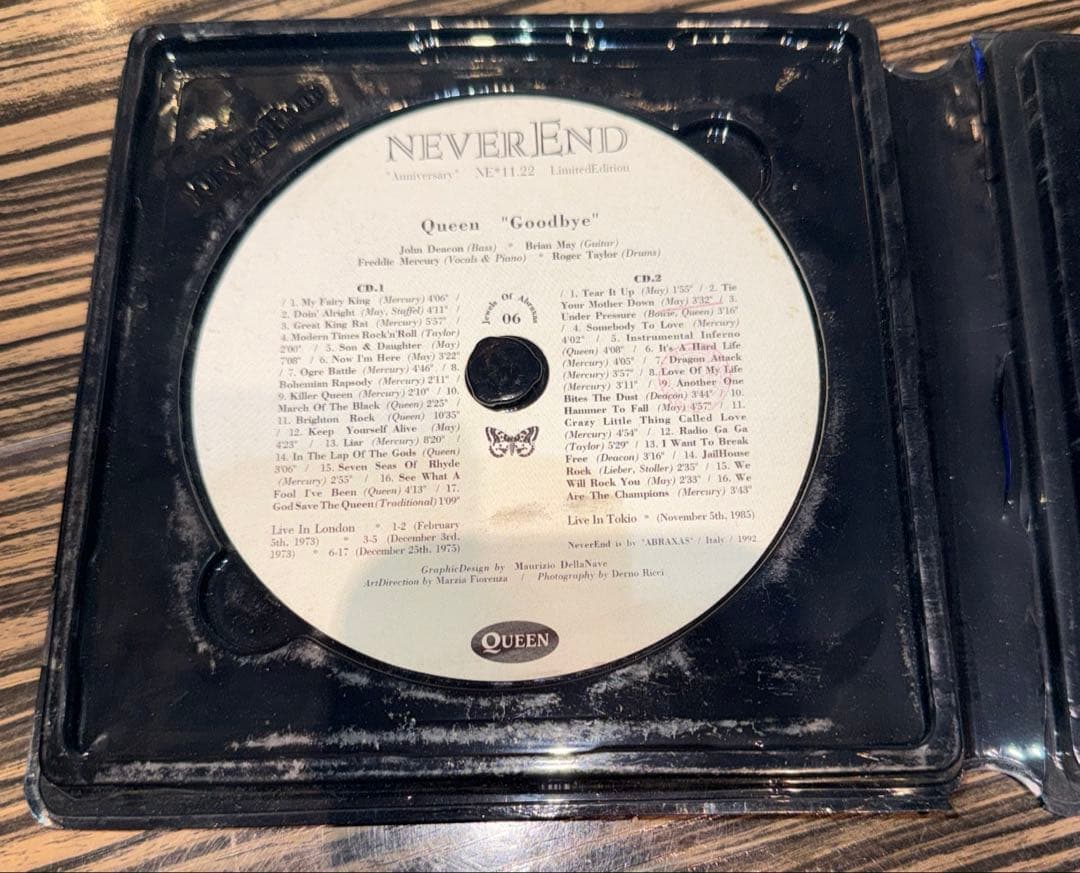 NEVEREND
"Anniversary" NE*11.22 LimitedEdition
Queen "Goodbye"
John Deacon (Bass) * Brian May (Guitar)
Freddie Mercury (Vocals & Piano) * Roger Taylor (Drums)
CD.1
/ 1. My Fairy King (Mercury) 4'06" /
2. Doin' Alright (May, Staffel) 4'11" /
3. Great King Rat (Mercury) 5'57" /
4. Modern Times Rock'n'Roll (Taylor)
2'00" / 5. Son & Daughter (May)
7'08" / 6. Now I'm Here (May) 3'22"
/ 7. Ogre Battle (Mercury) 4'46" / 8.
Bohemian Rapsody (Mercury) 2'11" /
9. Killer Queen (Mercury) 2'10" / 10.
March Of The Black (Queen) 2'25" /
11. Brighton Rock (Queen) 10'35"
/ 12. Keep Yourself Alive (May)
4'23" / 13. Liar (Mercury) 8'20" /
14. In The Lap Of The Gods (Queen)
3'06" / 15. Seven Seas Of Rhyde
(Mercury) 2'55" / 16. See What A
Fool I've Been (Queen) 4'13" / 17.
God Save The Queen (Traditional) 1'09"
Live In London * 1-2 (February
5th, 1973) * 3-5 (December 3rd,
1973) * 6-17 (December 25th, 1975)
Jewels Of Abraxas
06
CD.2
/ 1. Tear It Up (May) 1'55" / 2. Tie
Your Mother Down (May) 3'32" / 3.
Under Pressure (Bowie, Queen) 3'16"
/ 4. Somebody To Love (Mercury)
4'02" / 5. Instrumental Inferno
(Queen) 4'08" / 6. It's A Hard Life
(Mercury) 4'05" / 7. Dragon Attack
(Mercury) 3'57" / 8. Love Of My Life
(Mercury) 3'11" / 9. Another One
Bites The Dust (Deacon) 3'44" / 10.
Hammer To Fall (May) 4'57" / 11.
Crazy Little Thing Called Love
(Mercury) 4'54" / 12. Radio Ga Ga
(Taylor) 5'29" / 13. I Want To Break
Free (Deacon) 3'16" / 14. JailHouse
Rock (Lieber, Stoller) 2'35" / 15. We
Will Rock You (May) 2'33" / 16. We
Are The Champions (Mercury) 3'43"
Live In Tokio * (November 5th, 1985)
NeverEnd is by "ABRAXAS" / Italy / 1992
GraphicDesign by Maurizio DellaNave
ArtDirection by Marzia Fiorenza / Photography by Derno Ricci
QUEEN
NEVEREND